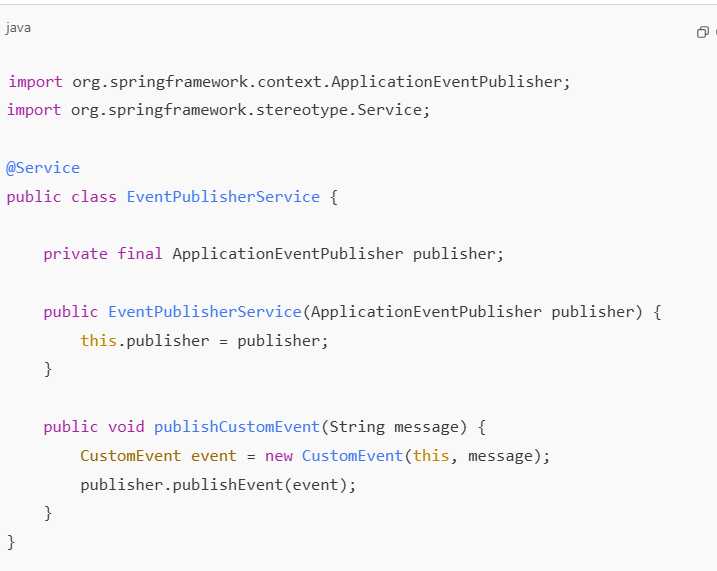 java
import org.springframework.context.ApplicationEventPublisher;
import org.springframework.stereotype.Service;
@Service
public class EventPublisherService {
private final ApplicationEventPublisher publisher;
public EventPublisherService(ApplicationEventPublisher publisher) {
this.publisher = publisher;
}
public void publishCustomEvent(String message) {
CustomEvent event = new CustomEvent(this, message);
publisher.publishEvent(event);
}
}